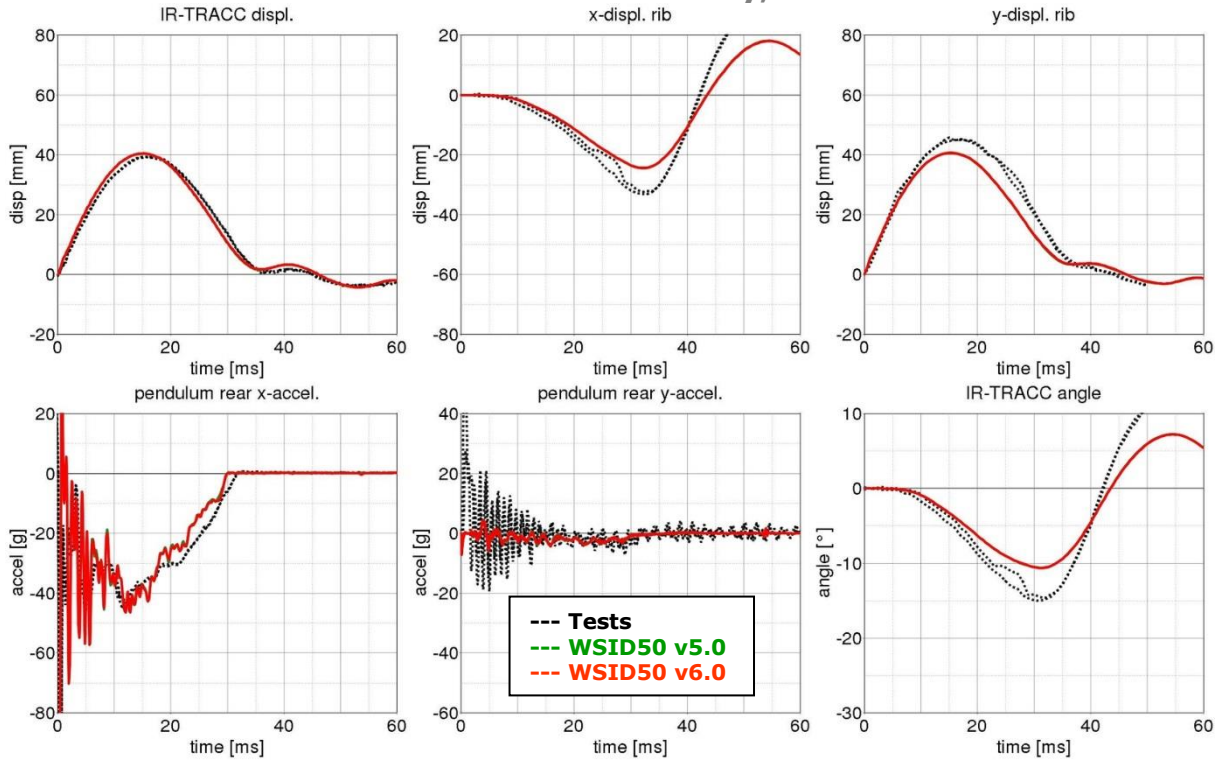 IR-TRACC displ.
x-displ. rib
y-displ. rib
80
60
40
20
0
-20
disp [mm]
0
20
40
60
time [ms]
20
0
-20
-40
-60
-80
disp [mm]
0
20
40
60
time [ms]
80
60
40
20
0
-20
disp [mm]
0
20
40
60
time [ms]
pendulum rear x-accel.
pendulum rear y-accel.
IR-TRACC angle
20
0
-20
-40
-60
-80
accel [g]
0
20
40
60
time [ms]
40
20
0
-20
-40
-60
accel [g]
0
20
40
60
time [ms]
10
0
-10
-20
-30
angle [°]
0
20
40
60
time [ms]
--- Tests
--- WSID50 v5.0
--- WSID50 v6.0